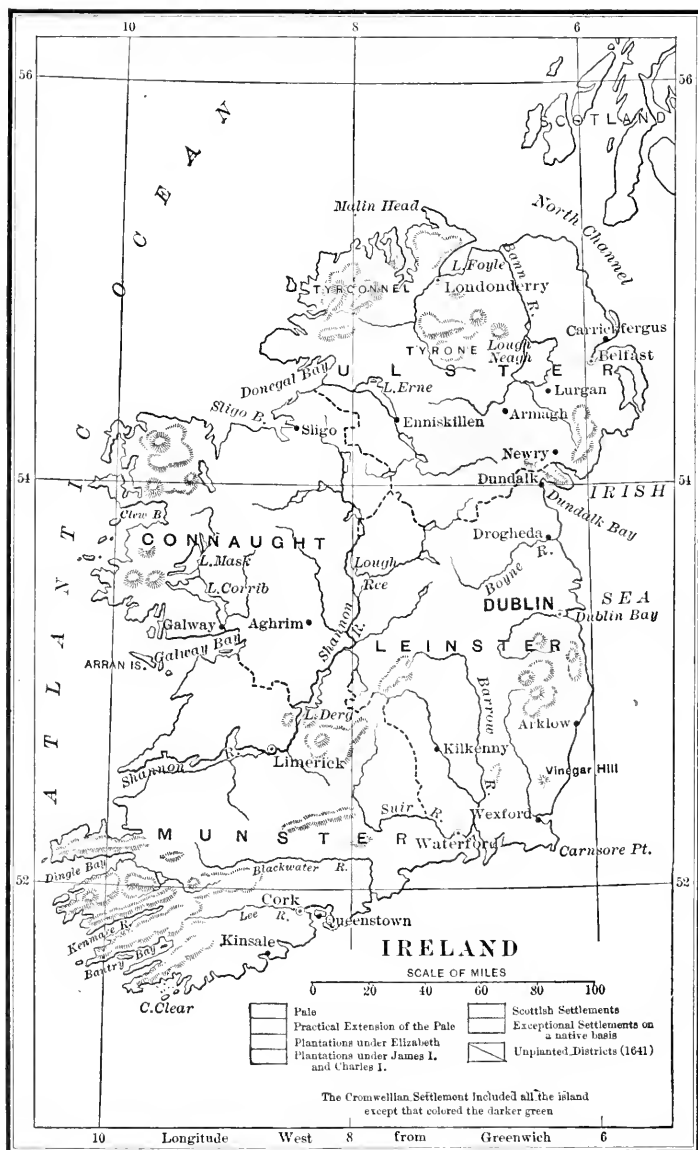 10 8 6
56 56
OCEAN
SCOTLAND
Malin Head
North Channel
L. Foyle
Bann R.
TYRCONNEL
Londonderry
Carrickfergus
TYRONE
Lough Neagh
Belfast
ULSTER
Donegal Bay
L. Erne
Lurgan
Sligo B.
Armagh
Sligo
Enniskillen
Newry
54 54
Dundalk
IRISH
Dundalk Bay
Clew B.
Drogheda
CONNAUGHT
L. Mask
Lough Ree
Boyne R.
L. Corrib
DUBLIN
SEA
Dublin Bay
Galway
Aghrim
Shannon R.
Galway Bay
LEINSTER
ARRAN IS.
ATLANTIC
L. Derg
Barrow R.
Arklow
Kilkenny
Limerick
Shannon R.
Vinegar Hill
Suir R.
Wexford
MUNSTER
Waterford
Carnsore Pt.
Dingle Bay
Blackwater R.
52 52
Cork
Lee R.
Queenstown
Kenmare R.
Kinsale
Bantry Bay
C. Clear
IRELAND
SCALE OF MILES
0 20 40 60 80 100
Pale
Practical Extension of the Pale
Plantations under Elizabeth
Plantations under James I.
and Charles I.
Scottish Settlements
Exceptional Settlements on
a native basis
Unplanted Districts (1641)
The Cromwellian Settlement Included all the island
except that colored the darker green
10 Longitude West 8 from Greenwich 6